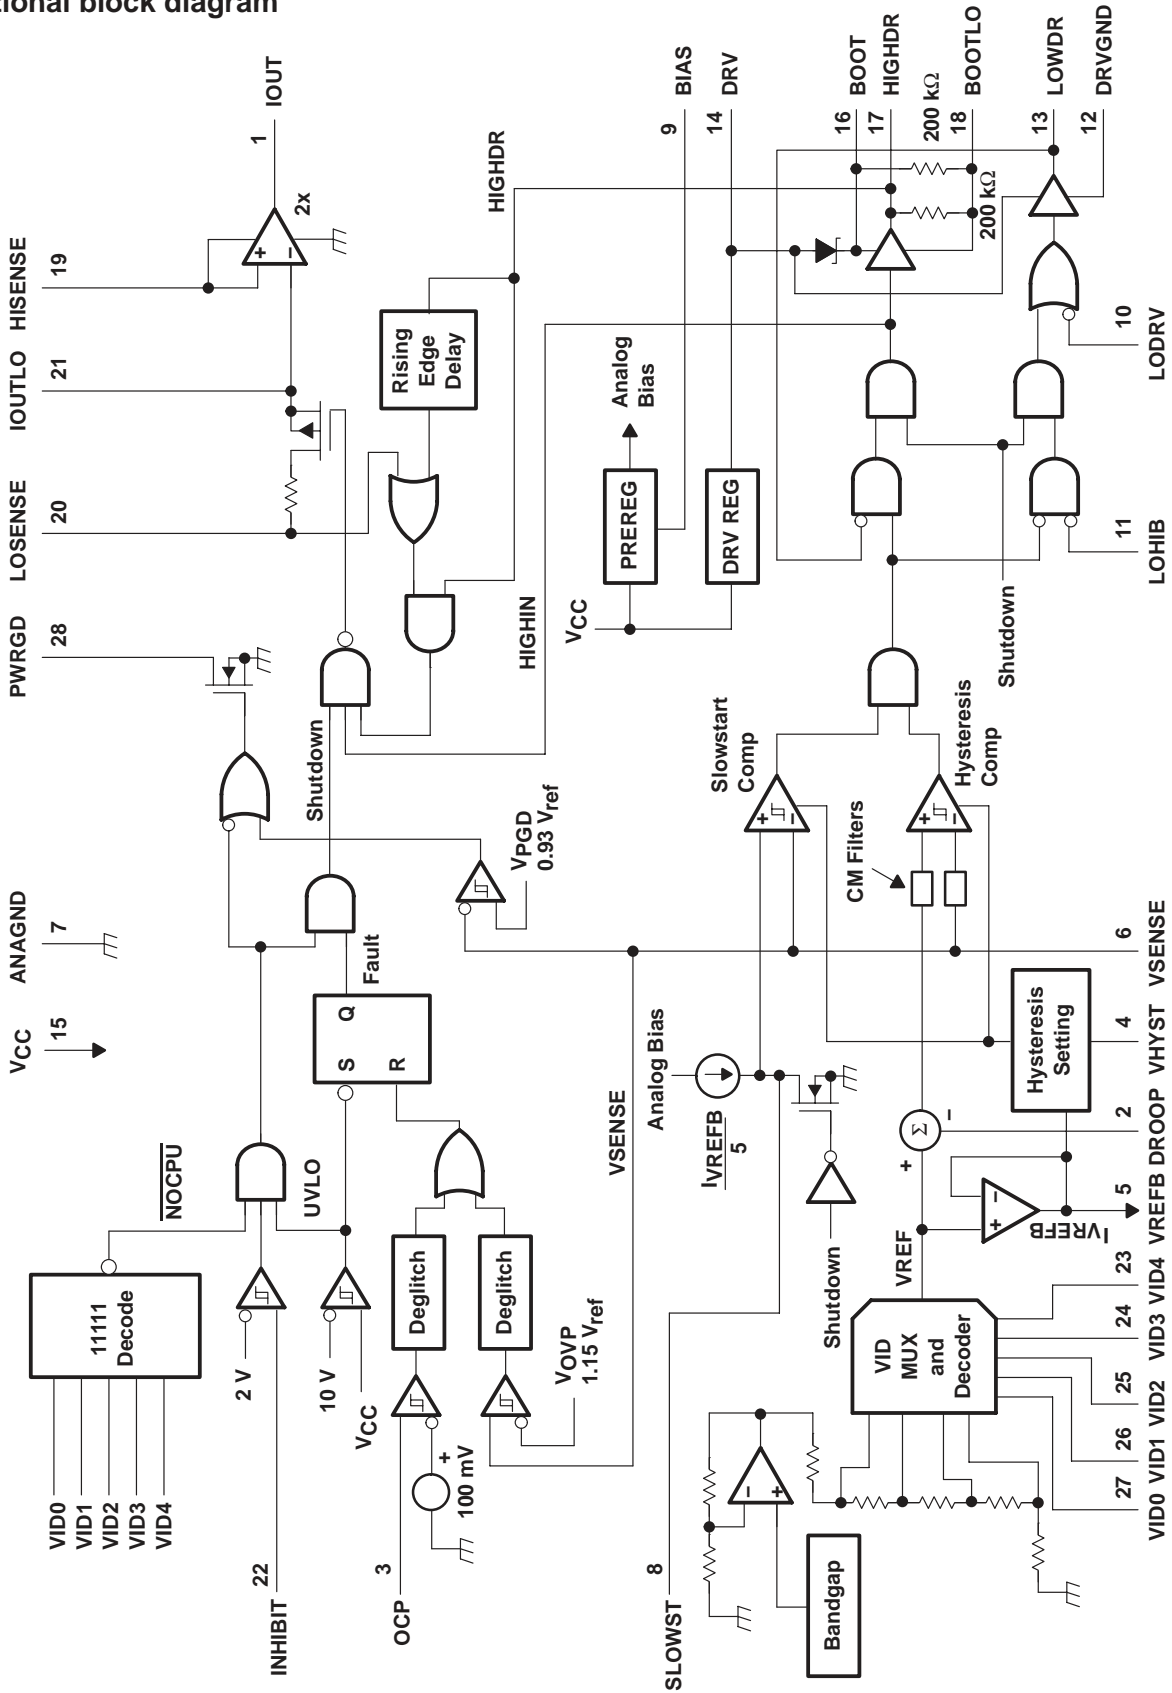 tional block diagram
VID0
VID1
VID2
VID3
VID4
11111
Decode
NOCPU
VCC
15
ANAGND
7
PWRGD
28
LOSENSE
20
IOUTLO
21
HISENSE
19
2x
1
IOUT
INHIBIT
22
2 V
10 V
VCC
UVLO
S
R
Q
Fault
Shutdown
Rising
Edge
Delay
HIGHDR
HIGHIN
OCP
3
100 mV
+
Deglitch
Deglitch
VOVP
1.15 Vref
VSENSE
VPGD
0.93 Vref
VCC
PREREG
Analog
Bias
DRV REG
9
BIAS
14
DRV
16
BOOT
17
HIGHDR
200 kΩ
18
BOOTLO
200 kΩ
13
LOWDR
12
DRVGND
SLOWST
8
Analog Bias
IVREFB
5
Shutdown
Slowstart
Comp
Hysteresis
Comp
CM Filters
Shutdown
10
LODRV
11
LOHIB
6
VSENSE
4
VHYST
Hysteresis
Setting
2
DROOP
5
VREFB
IVREFB
Σ
+
−
VREF
+
−
Bandgap
−
+
VID
MUX
and
Decoder
23
VID4
24
VID3
25
VID2
26
VID1
27
VID0
+
−
+
−
+
−